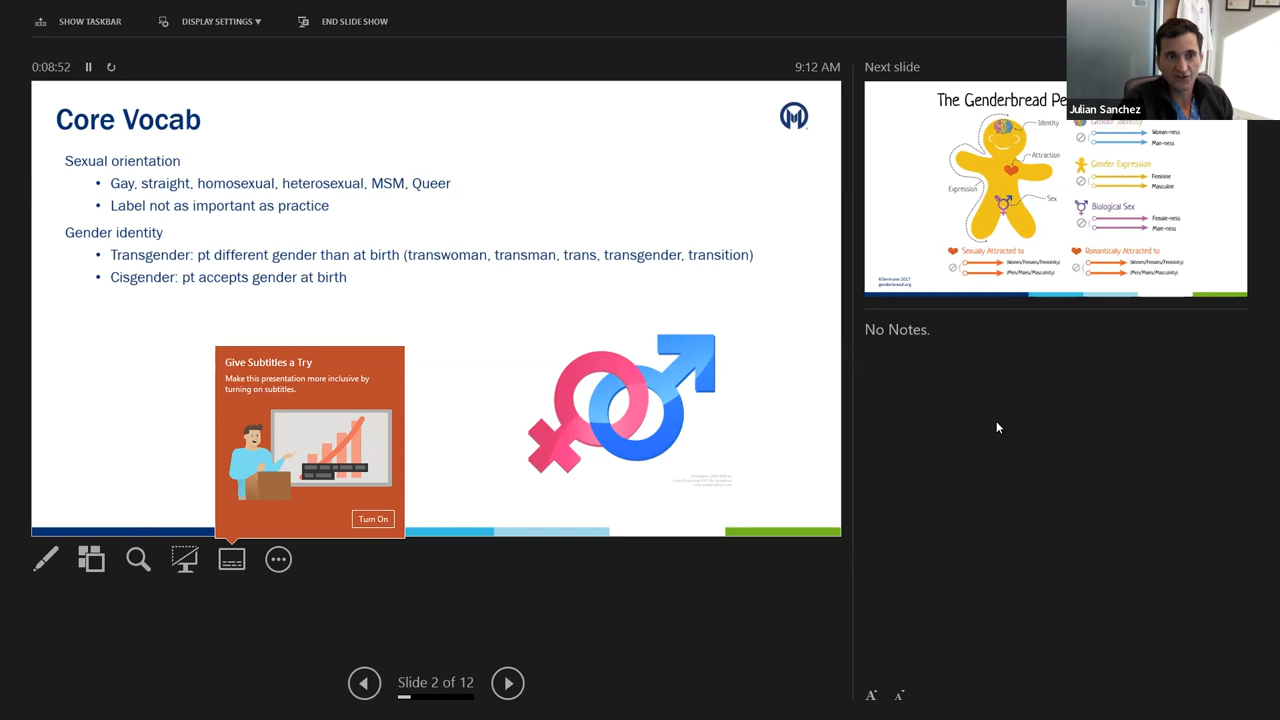 SHOW TASKBAR
DISPLAY SETTINGS
END SLIDE SHOW
0:08:52
9:12 AM
Core Vocab
Sexual orientation
• Gay, straight, homosexual, heterosexual, MSM, Queer
• Label not as important as practice
Gender identity
• Transgender: pt different gender than at birth (transwoman, transman, trans, transgender, transition)
• Cisgender: pt accepts gender at birth
Give Subtitles a Try
Make this presentation more inclusive by
turning on subtitles.
Turn On
Slide 2 of 12
Next slide
Julian Sanchez
The Genderbread Pe
Identity
Attraction
Expression
Sex
Gender Identity
Woman-ness
Man-ness
Gender Expression
Feminine
Masculine
Biological Sex
Female-ness
Male-ness
Sexually Attracted to
(Women/Females/Femininity)
(Men/Males/Masculinity)
Romantically Attracted to
(Women/Females/Femininity)
(Men/Males/Masculinity)
Killermann 2017
genderbread.org
No Notes.
A A